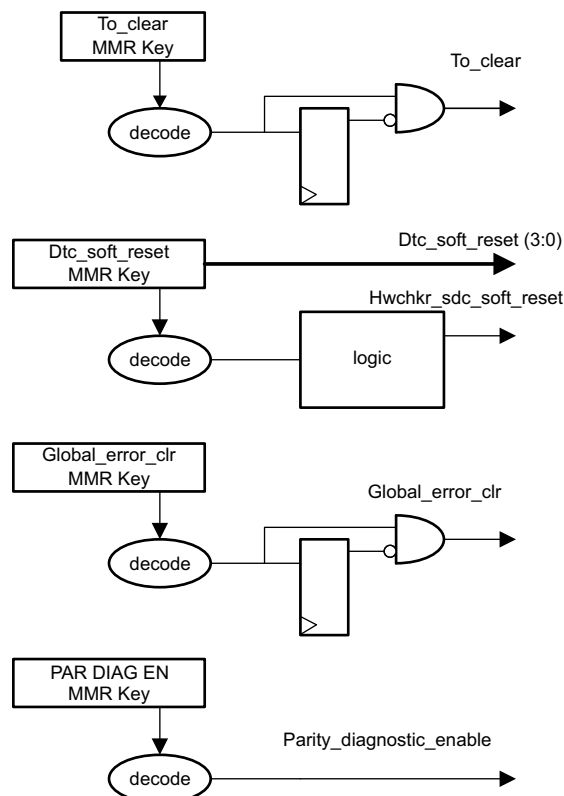 To_clear
MMR Key
To_clear
decode
Dtc_soft_reset
MMR Key
Dtc_soft_reset (3:0)
Hwchkr_sdc_soft_reset
decode
logic
Global_error_clr
MMR Key
Global_error_clr
decode
PAR DIAG EN
MMR Key
Parity_diagnostic_enable
decode